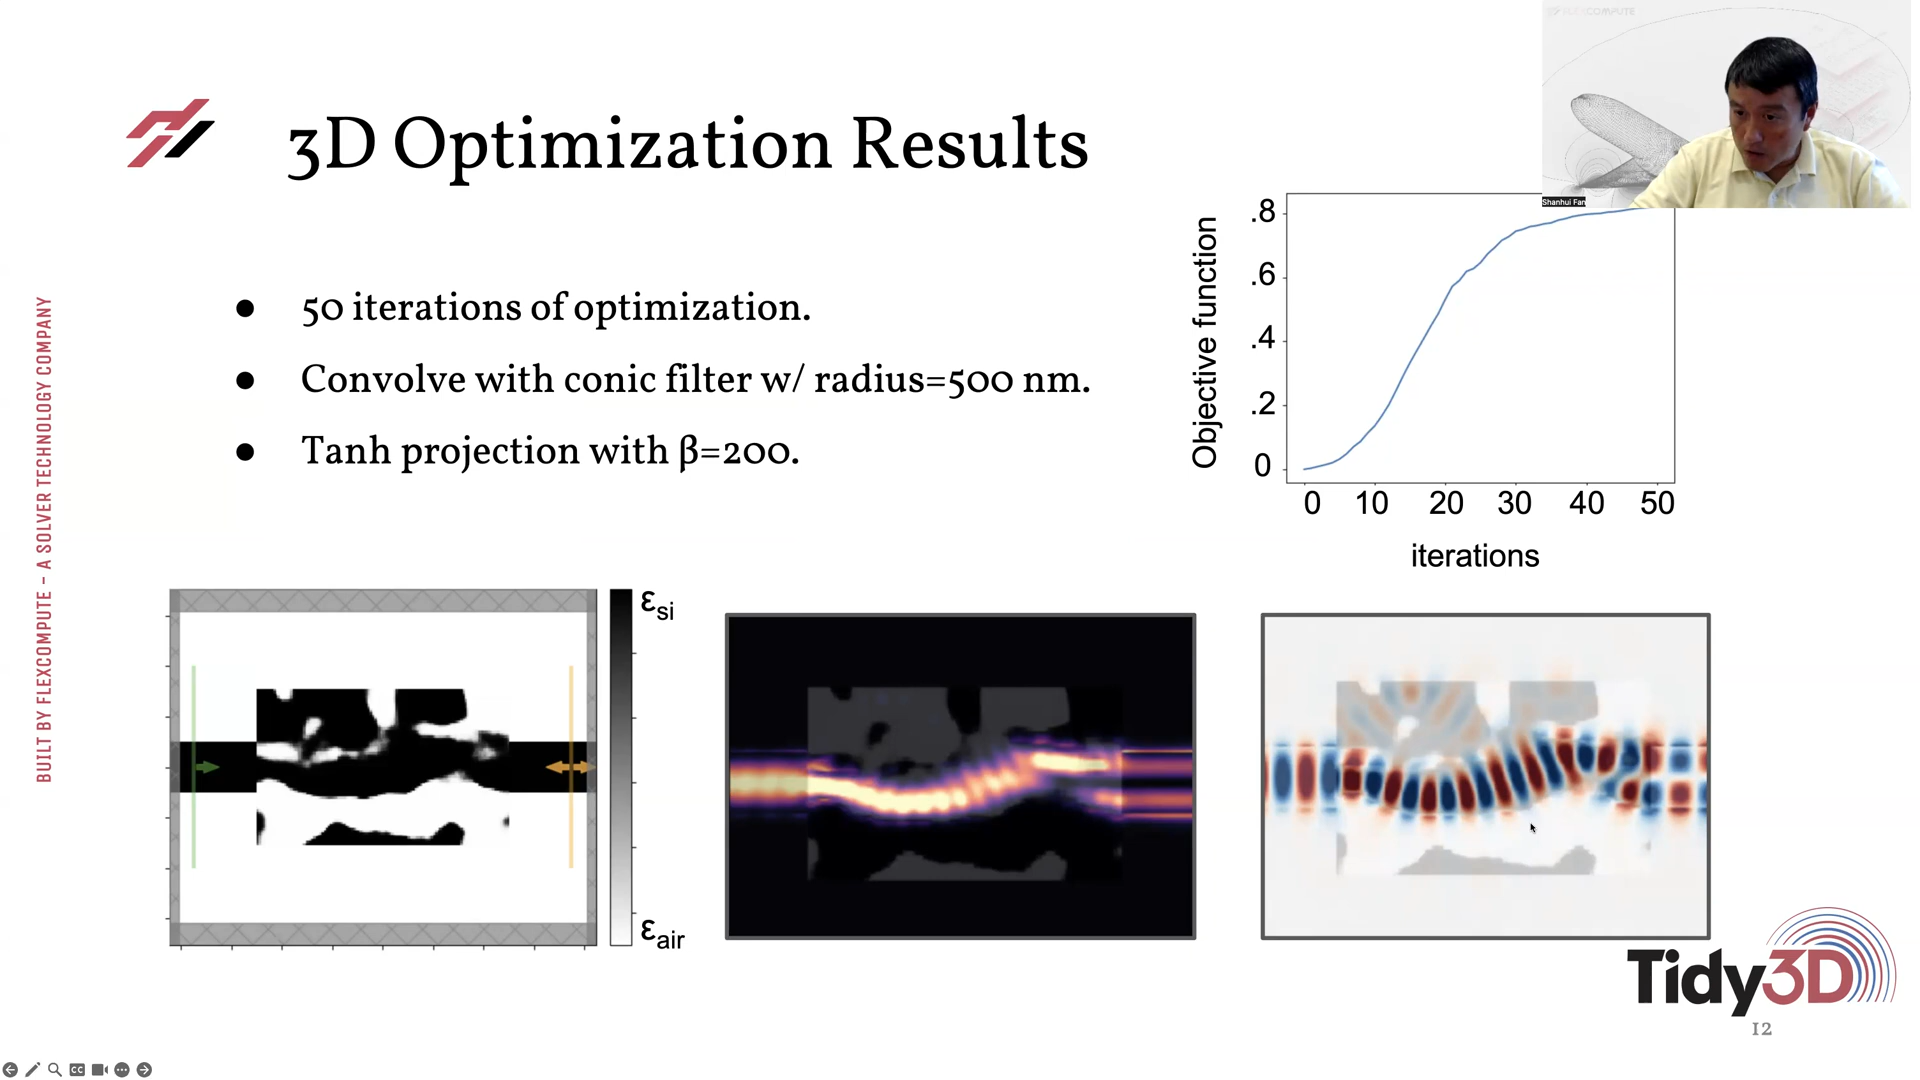 FLEXCOMPUTE
3D Optimization Results
Shanhui Fan
BUILT BY FLEXCOMPUTE – A SOLVER TECHNOLOGY COMPANY
● 50 iterations of optimization.
● Convolve with conic filter w/ radius=500 nm.
● Tanh projection with β=200.
Objective function
.8
.6
.4
.2
0
0 10 20 30 40 50
iterations
εsi
εair
Tidy3D
12
CC